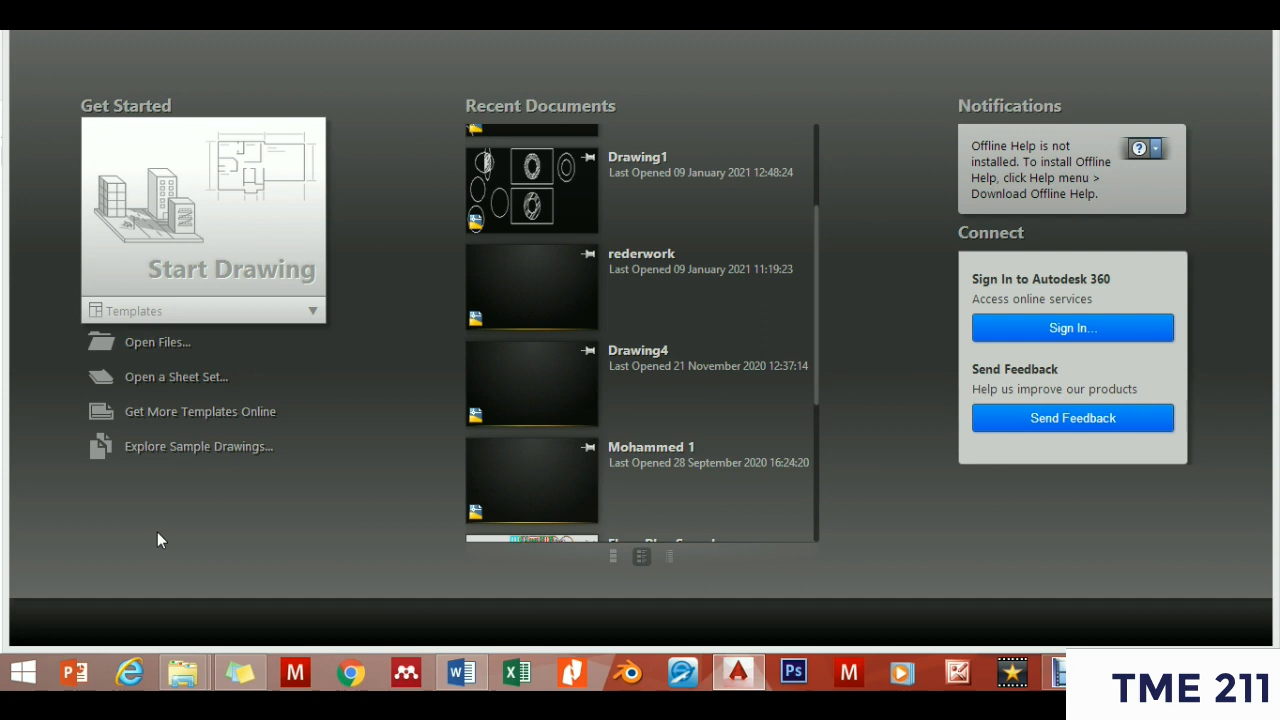 Get Started
Start Drawing
Templates
Open Files...
Open a Sheet Set...
Get More Templates Online
Explore Sample Drawings...
Recent Documents
Drawing1
Last Opened 09 January 2021 12:48:24
rederwork
Last Opened 09 January 2021 11:19:23
Drawing4
Last Opened 21 November 2020 12:37:14
Mohammed 1
Last Opened 28 September 2020 16:24:20
Notifications
Offline Help is not
installed. To install Offline
Help, click Help menu >
Download Offline Help.
Connect
Sign In to Autodesk 360
Access online services
Sign In...
Send Feedback
Help us improve our products
Send Feedback
TME 211